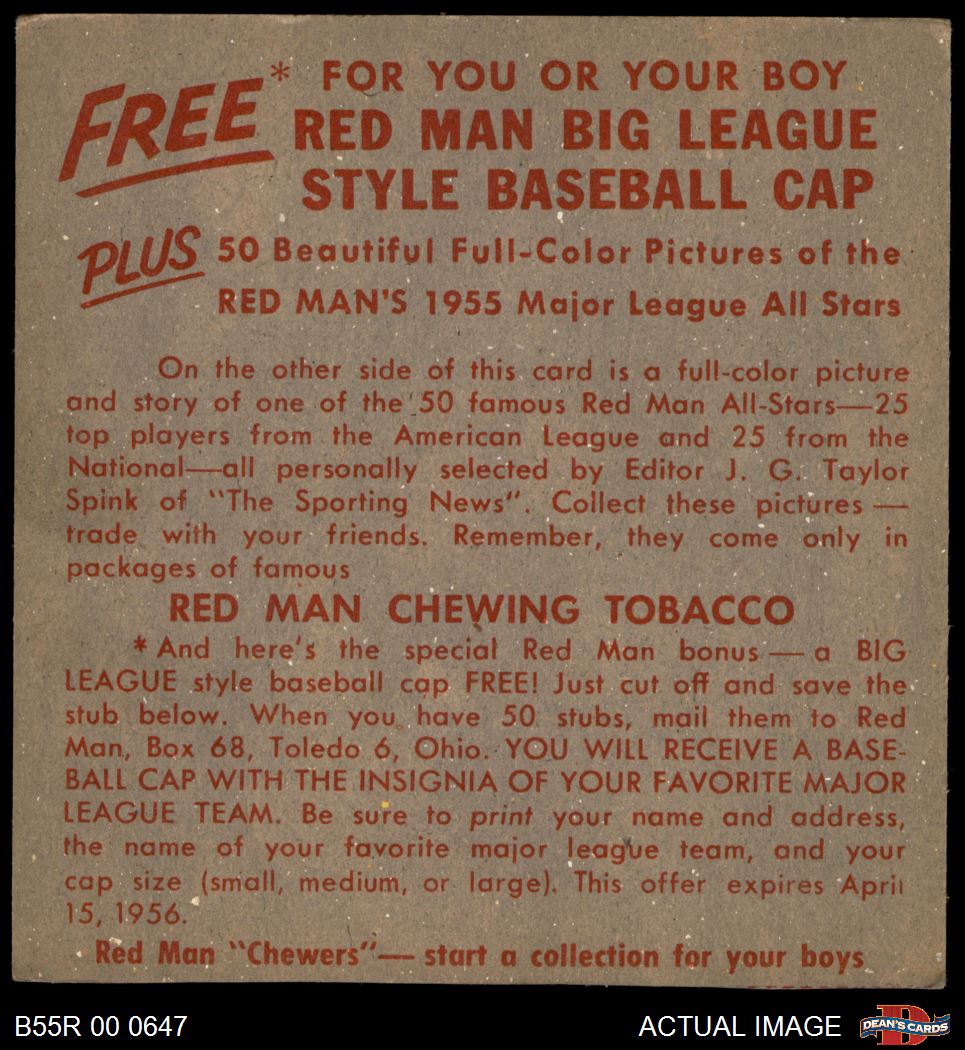 FREE* FOR YOU OR YOUR BOY
RED MAN BIG LEAGUE
STYLE BASEBALL CAP
PLUS 50 Beautiful Full-Color Pictures of the
RED MAN'S 1955 Major League All Stars
On the other side of this card is a full-color picture
and story of one of the 50 famous Red Man All-Stars—25
top players from the American League and 25 from the
National—all personally selected by Editor J. G. Taylor
Spink of "The Sporting News". Collect these pictures —
trade with your friends. Remember, they come only in
packages of famous
RED MAN CHEWING TOBACCO
*And here's the special Red Man bonus — a BIG
LEAGUE style baseball cap FREE! Just cut off and save the
stub below. When you have 50 stubs, mail them to Red
Man, Box 68, Toledo 6, Ohio. YOU WILL RECEIVE A BASE-
BALL CAP WITH THE INSIGNIA OF YOUR FAVORITE MAJOR
LEAGUE TEAM. Be sure to print your name and address,
the name of your favorite major league team, and your
cap size (small, medium, or large). This offer expires April
15, 1956.
Red Man "Chewers"— start a collection for your boys
B55R 00 0647
ACTUAL IMAGE
DEAN'S CARDS